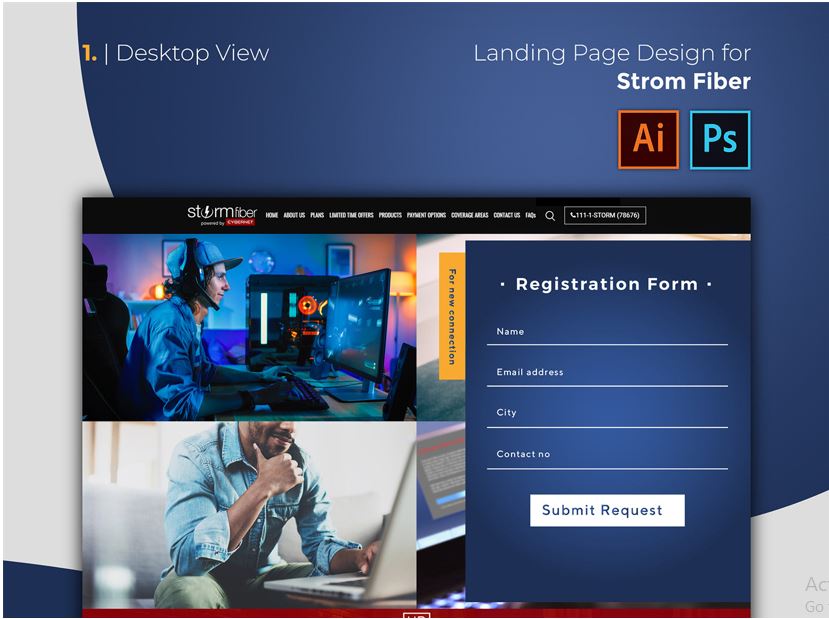 1. | Desktop View
Landing Page Design for
Strom Fiber
Ai Ps
stormfiber
powered by CYBERNET
HOME ABOUT US PLANS LIMITED TIME OFFERS PRODUCTS PAYMENT OPTIONS COVERAGE AREAS CONTACT US FAQs
111-1-STORM (78676)
For new connection
· Registration Form ·
Name
Email address
City
Contact no
Submit Request
Go